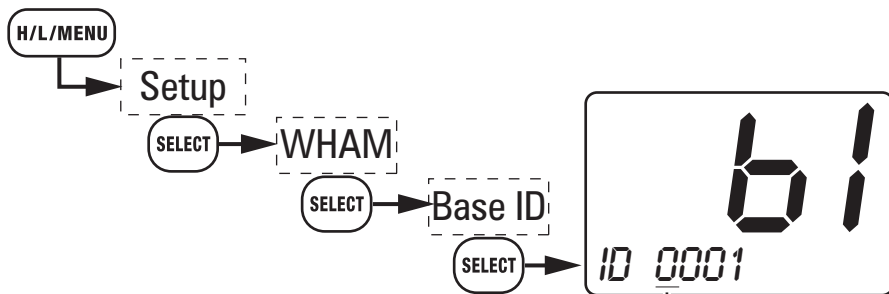 H/L/MENU
Setup
SELECT
WHAM
SELECT
Base ID
SELECT
b1
ID 0001